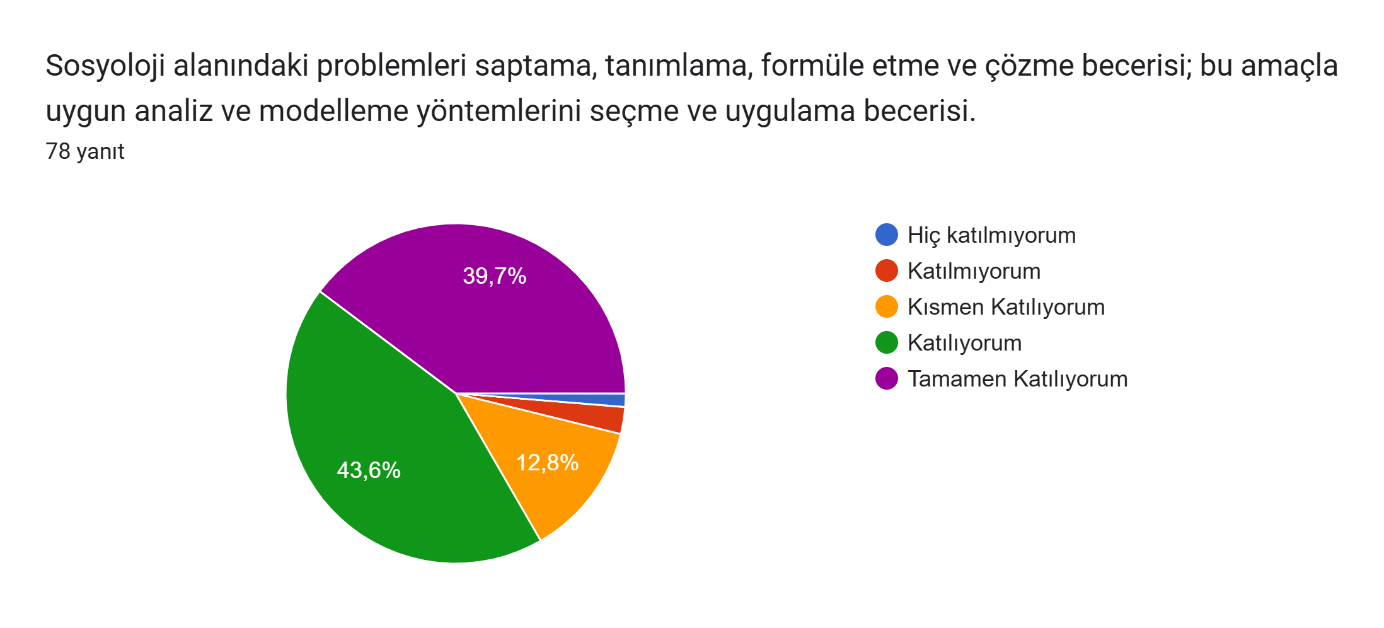 Sosyoloji alanındaki problemleri saptama, tanımlama, formüle etme ve çözme becerisi; bu amaçla
uygun analiz ve modelleme yöntemlerini seçme ve uygulama becerisi.
78 yanıt
39,7%
43,6%
12,8%
Hiç katılmıyorum
Katılmıyorum
Kısmen Katılıyorum
Katılıyorum
Tamamen Katılıyorum